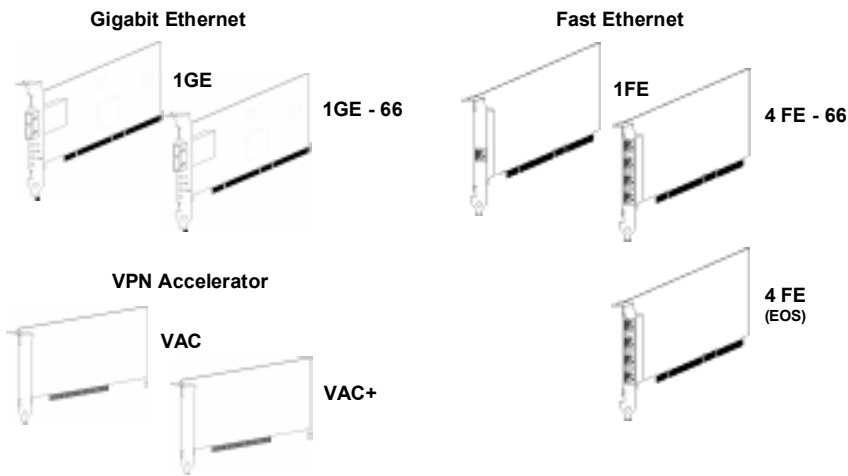 Gigabit Ethernet
1GE
1GE - 66
Fast Ethernet
1FE
4 FE - 66
4 FE
(EOS)
VPN Accelerator
VAC
VAC+